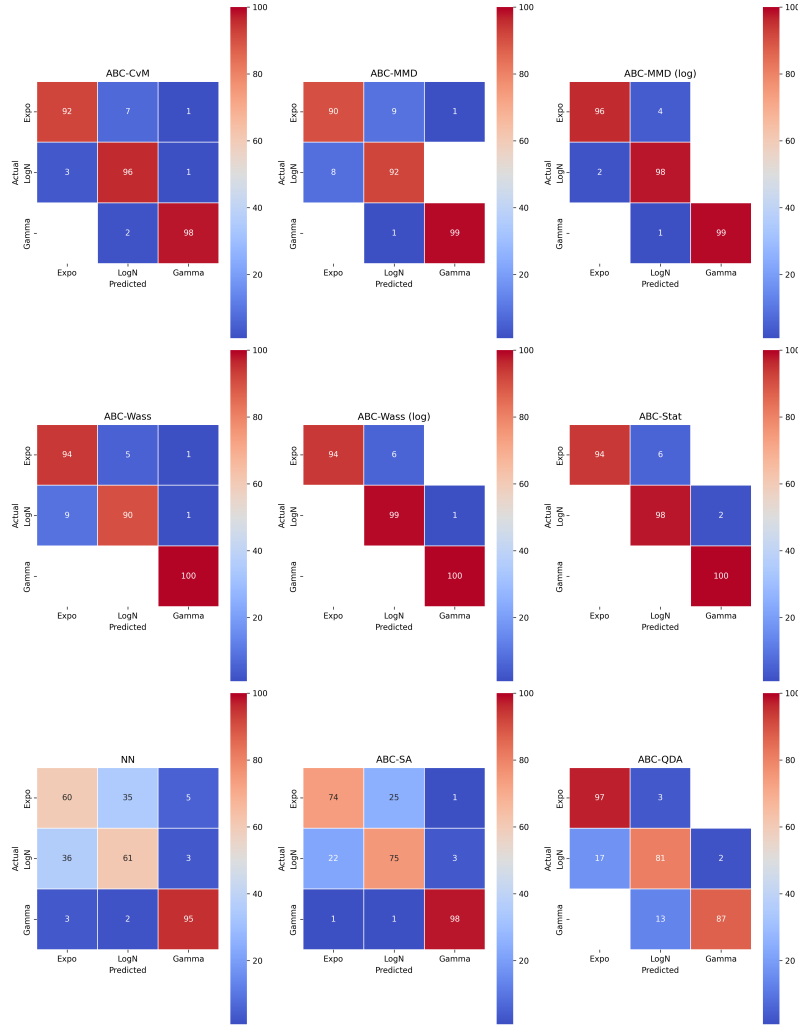 ABC-CvM
Actual
Expo 92 7 1
LogN 3 96 1
Gamma 2 98
Expo LogN Gamma
Predicted
100
80
60
40
20
ABC-MMD
90 9 1
8 92
1 99
Expo LogN Gamma
Predicted
100
80
60
40
20
ABC-MMD (log)
Actual
Expo 96 4
LogN 2 98
Gamma 1 99
Expo LogN Gamma
Predicted
100
80
60
40
20
ABC-Wass
Actual
Expo 94 5 1
LogN 9 90 1
Gamma 100
Expo LogN Gamma
Predicted
100
80
60
40
20
ABC-Wass (log)
Actual
Expo 94 6
LogN 99 1
Gamma 100
Expo LogN Gamma
Predicted
100
80
60
40
20
ABC-Stat
Actual
Expo 94 6
LogN 98 2
Gamma 100
Expo LogN Gamma
Predicted
100
80
60
40
20
NN
Actual
Expo 60 35 5
LogN 36 61 3
Gamma 3 2 95
Expo LogN Gamma
Predicted
100
80
60
40
20
ABC-SA
Actual
Expo 74 25 1
LogN 22 75 3
Gamma 1 1 98
Expo LogN Gamma
Predicted
100
80
60
40
20
ABC-QDA
Actual
Expo 97 3
LogN 17 81 2
Gamma 13 87
Expo LogN Gamma
Predicted
100
80
60
40
20